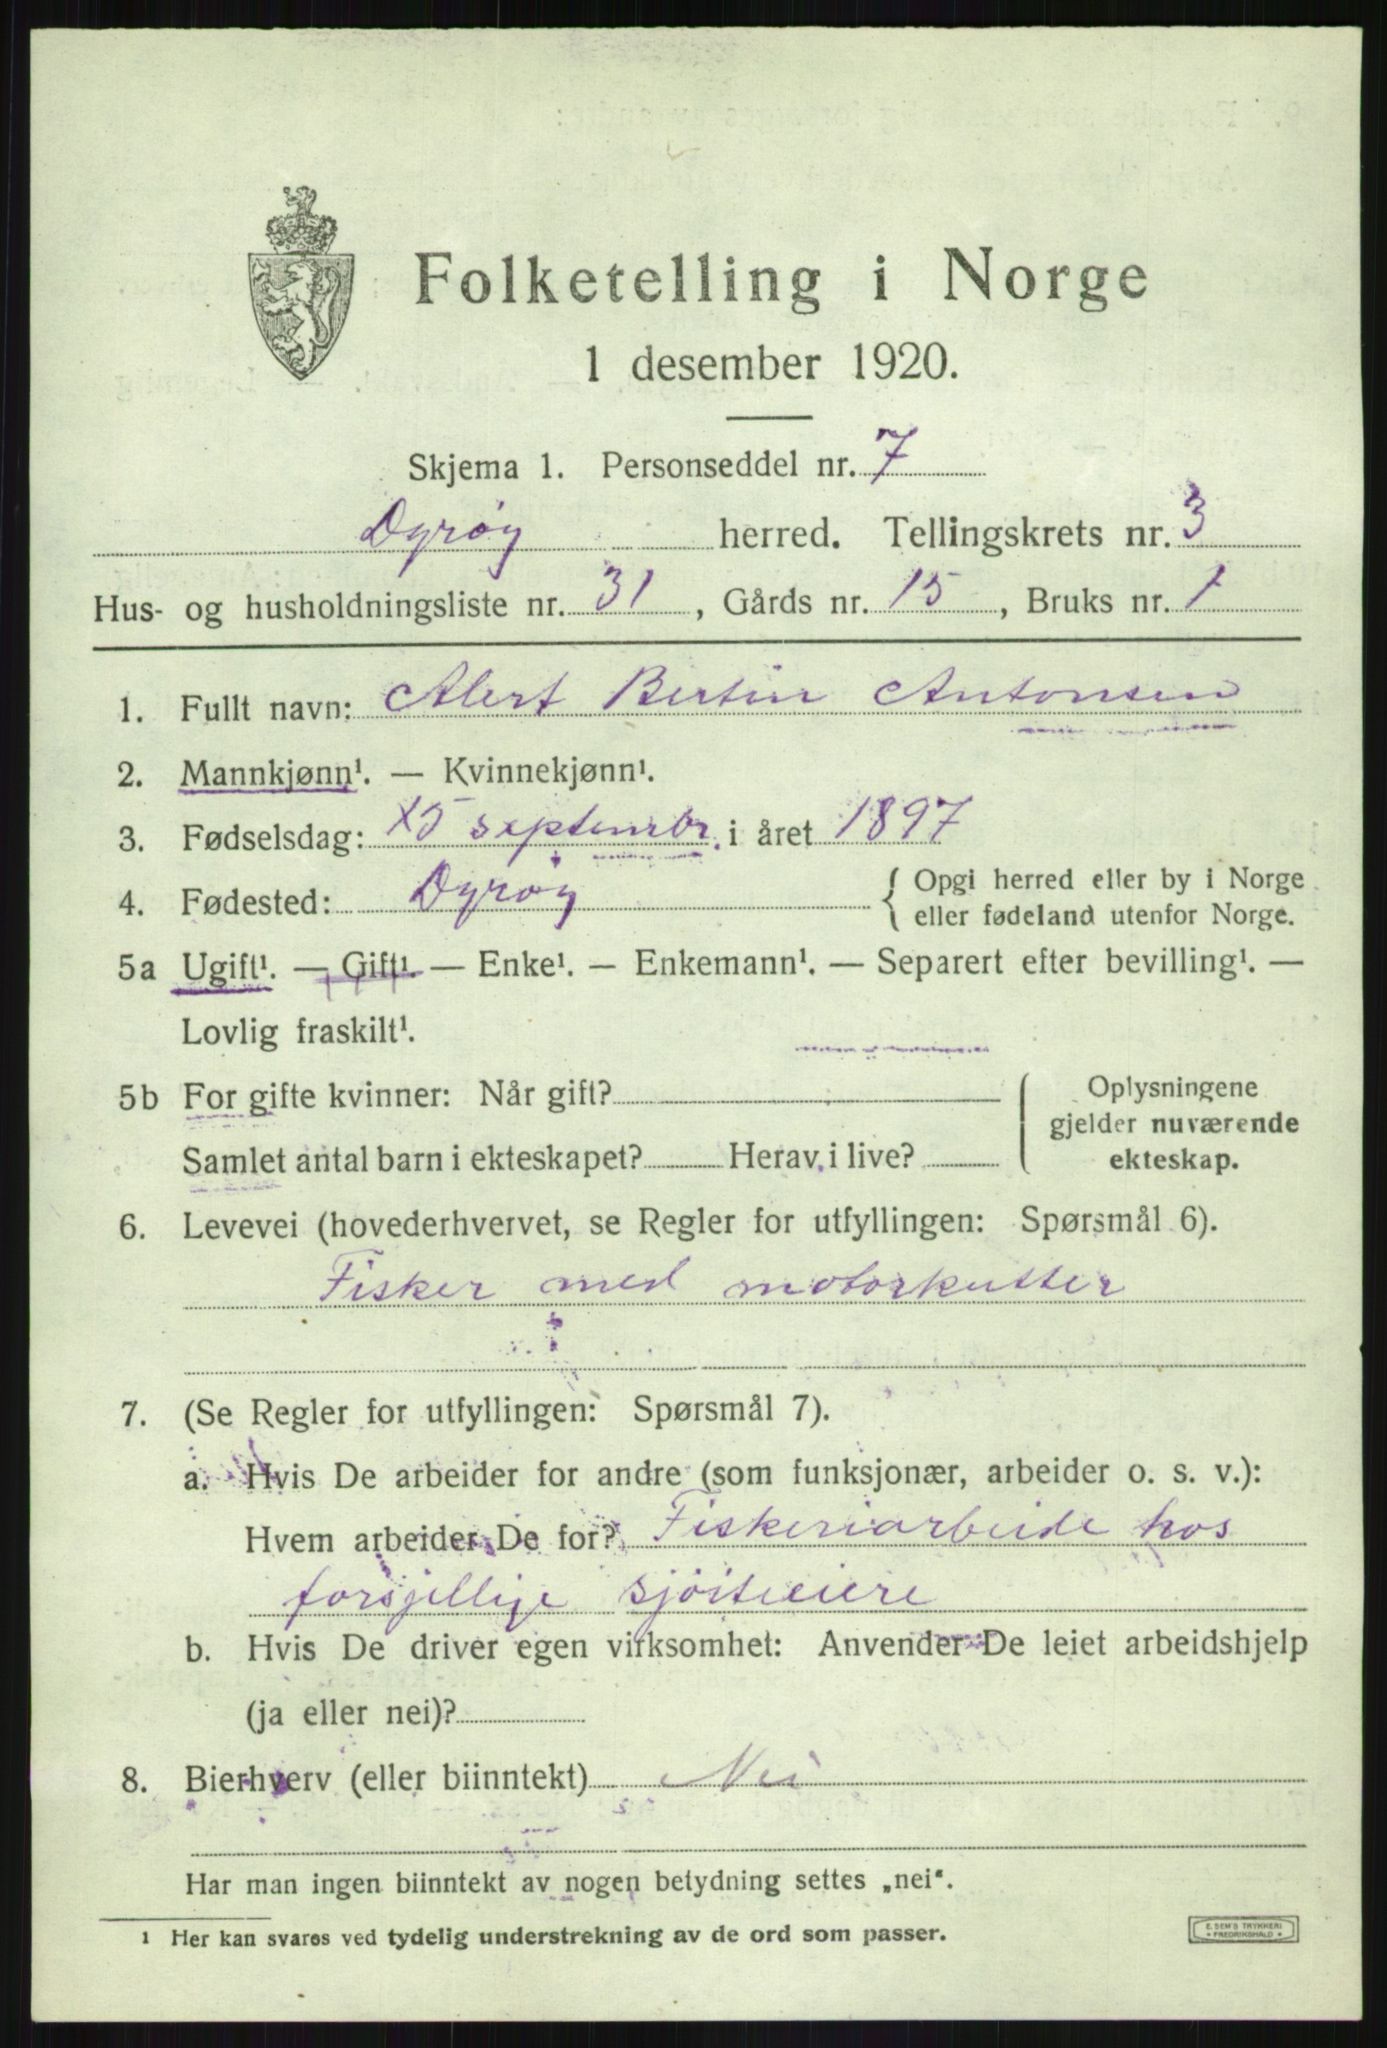 Folketelling i Norge
1 desember 1920.
Skjema 1. Personseddel nr. 7
Dyrøy herred. Tellingskrets nr. 3
Hus- og husholdningsliste nr. 31, Gårds nr. 15, Bruks nr. 1
1. Fullt navn: Alert Bertin Antonsen
2. Mannkjønn¹. — Kvinnekjønn¹.
3. Fødselsdag: 15 septembr. i året 1897
4. Fødested: Dyrøy { Opgi herred eller by i Norge
eller fødeland utenfor Norge.
5a Ugift¹. — Gift¹. — Enke¹. — Enkemann¹. — Separert efter bevilling¹. —
Lovlig fraskilt¹.
5b For gifte kvinner: Når gift? Oplysningene
gjelder nuværende
Samlet antal barn i ekteskapet? Herav i live? ekteskap.
6. Levevei (hovederhvervet, se Regler for utfyllingen: Spørsmål 6).
Fisker med motorkutter
7. (Se Regler for utfyllingen: Spørsmål 7).
a. Hvis De arbeider for andre (som funksjonær, arbeider o. s. v.):
Hvem arbeider De for? Fiskeriarbeide hos
forsjellige
b. Hvis De driver egen virksomhet: Anvender De leiet arbeidshjelp
(ja eller nei)?
8. Bierhverv (eller biinntekt) Nei
Har man ingen biinntekt av nogen betydning settes „nei“.
¹ Her kan svares ved tydelig understrekning av de ord som passer.
E. SEM'S TRYKKERI
* FREDRIKSHALD *